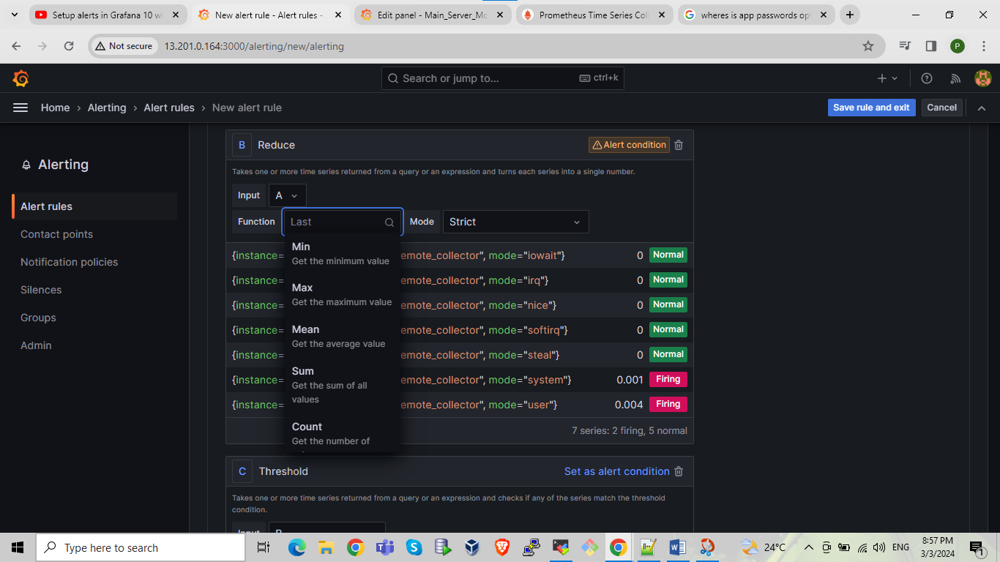 Setup alerts in Grafana 10 wi
New alert rule - Alert rules -
Edit panel - Main_Server_Mc
Prometheus Time Series Coll
wheres is app passwords op
Not secure
13.201.0.164:3000/alerting/new/alerting
P
Search or jump to...
ctrl+k
Home › Alerting › Alert rules › New alert rule
Save rule and exit
Cancel
Alerting
Alert rules
Contact points
Notification policies
Silences
Groups
Admin
B Reduce
Alert condition
Takes one or more time series returned from a query or an expression and turns each series into a single number.
Input A
Function Last Mode Strict
Min
Get the minimum value
Max
Get the maximum value
Mean
Get the average value
Sum
Get the sum of all
values
Count
Get the number of
{instance= emote_collector", mode="iowait"} 0 Normal
{instance= emote_collector", mode="irq"} 0 Normal
{instance= emote_collector", mode="nice"} 0 Normal
{instance= emote_collector", mode="softirq"} 0 Normal
{instance= emote_collector", mode="steal"} 0 Normal
{instance= emote_collector", mode="system"} 0.001 Firing
{instance= emote_collector", mode="user"} 0.004 Firing
7 series: 2 firing, 5 normal
C Threshold
Set as alert condition
Takes one or more time series returned from a query or an expression and checks if any of the series match the threshold
condition.
Input B
Type here to search
24°C
ENG
8:57 PM
3/3/2024
1